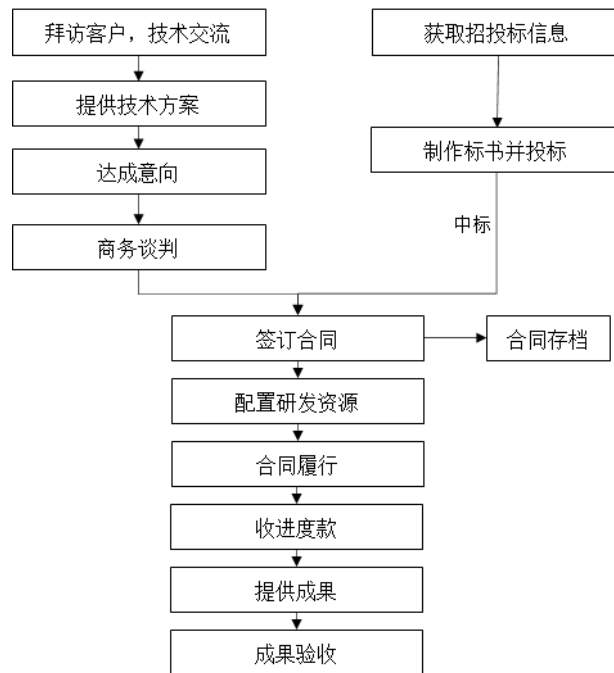 拜访客户，技术交流
获取招投标信息
提供技术方案
制作标书并投标
达成意向
中标
商务谈判
签订合同
合同存档
配置研发资源
合同履行
收进度款
提供成果
成果验收